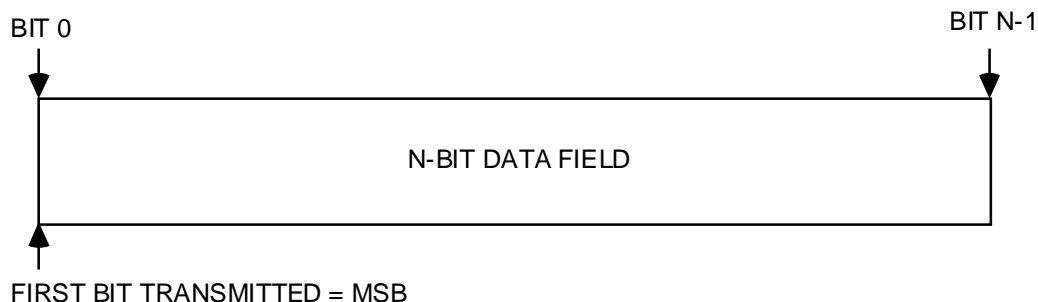 BIT 0
BIT N-1
N-BIT DATA FIELD
FIRST BIT TRANSMITTED = MSB